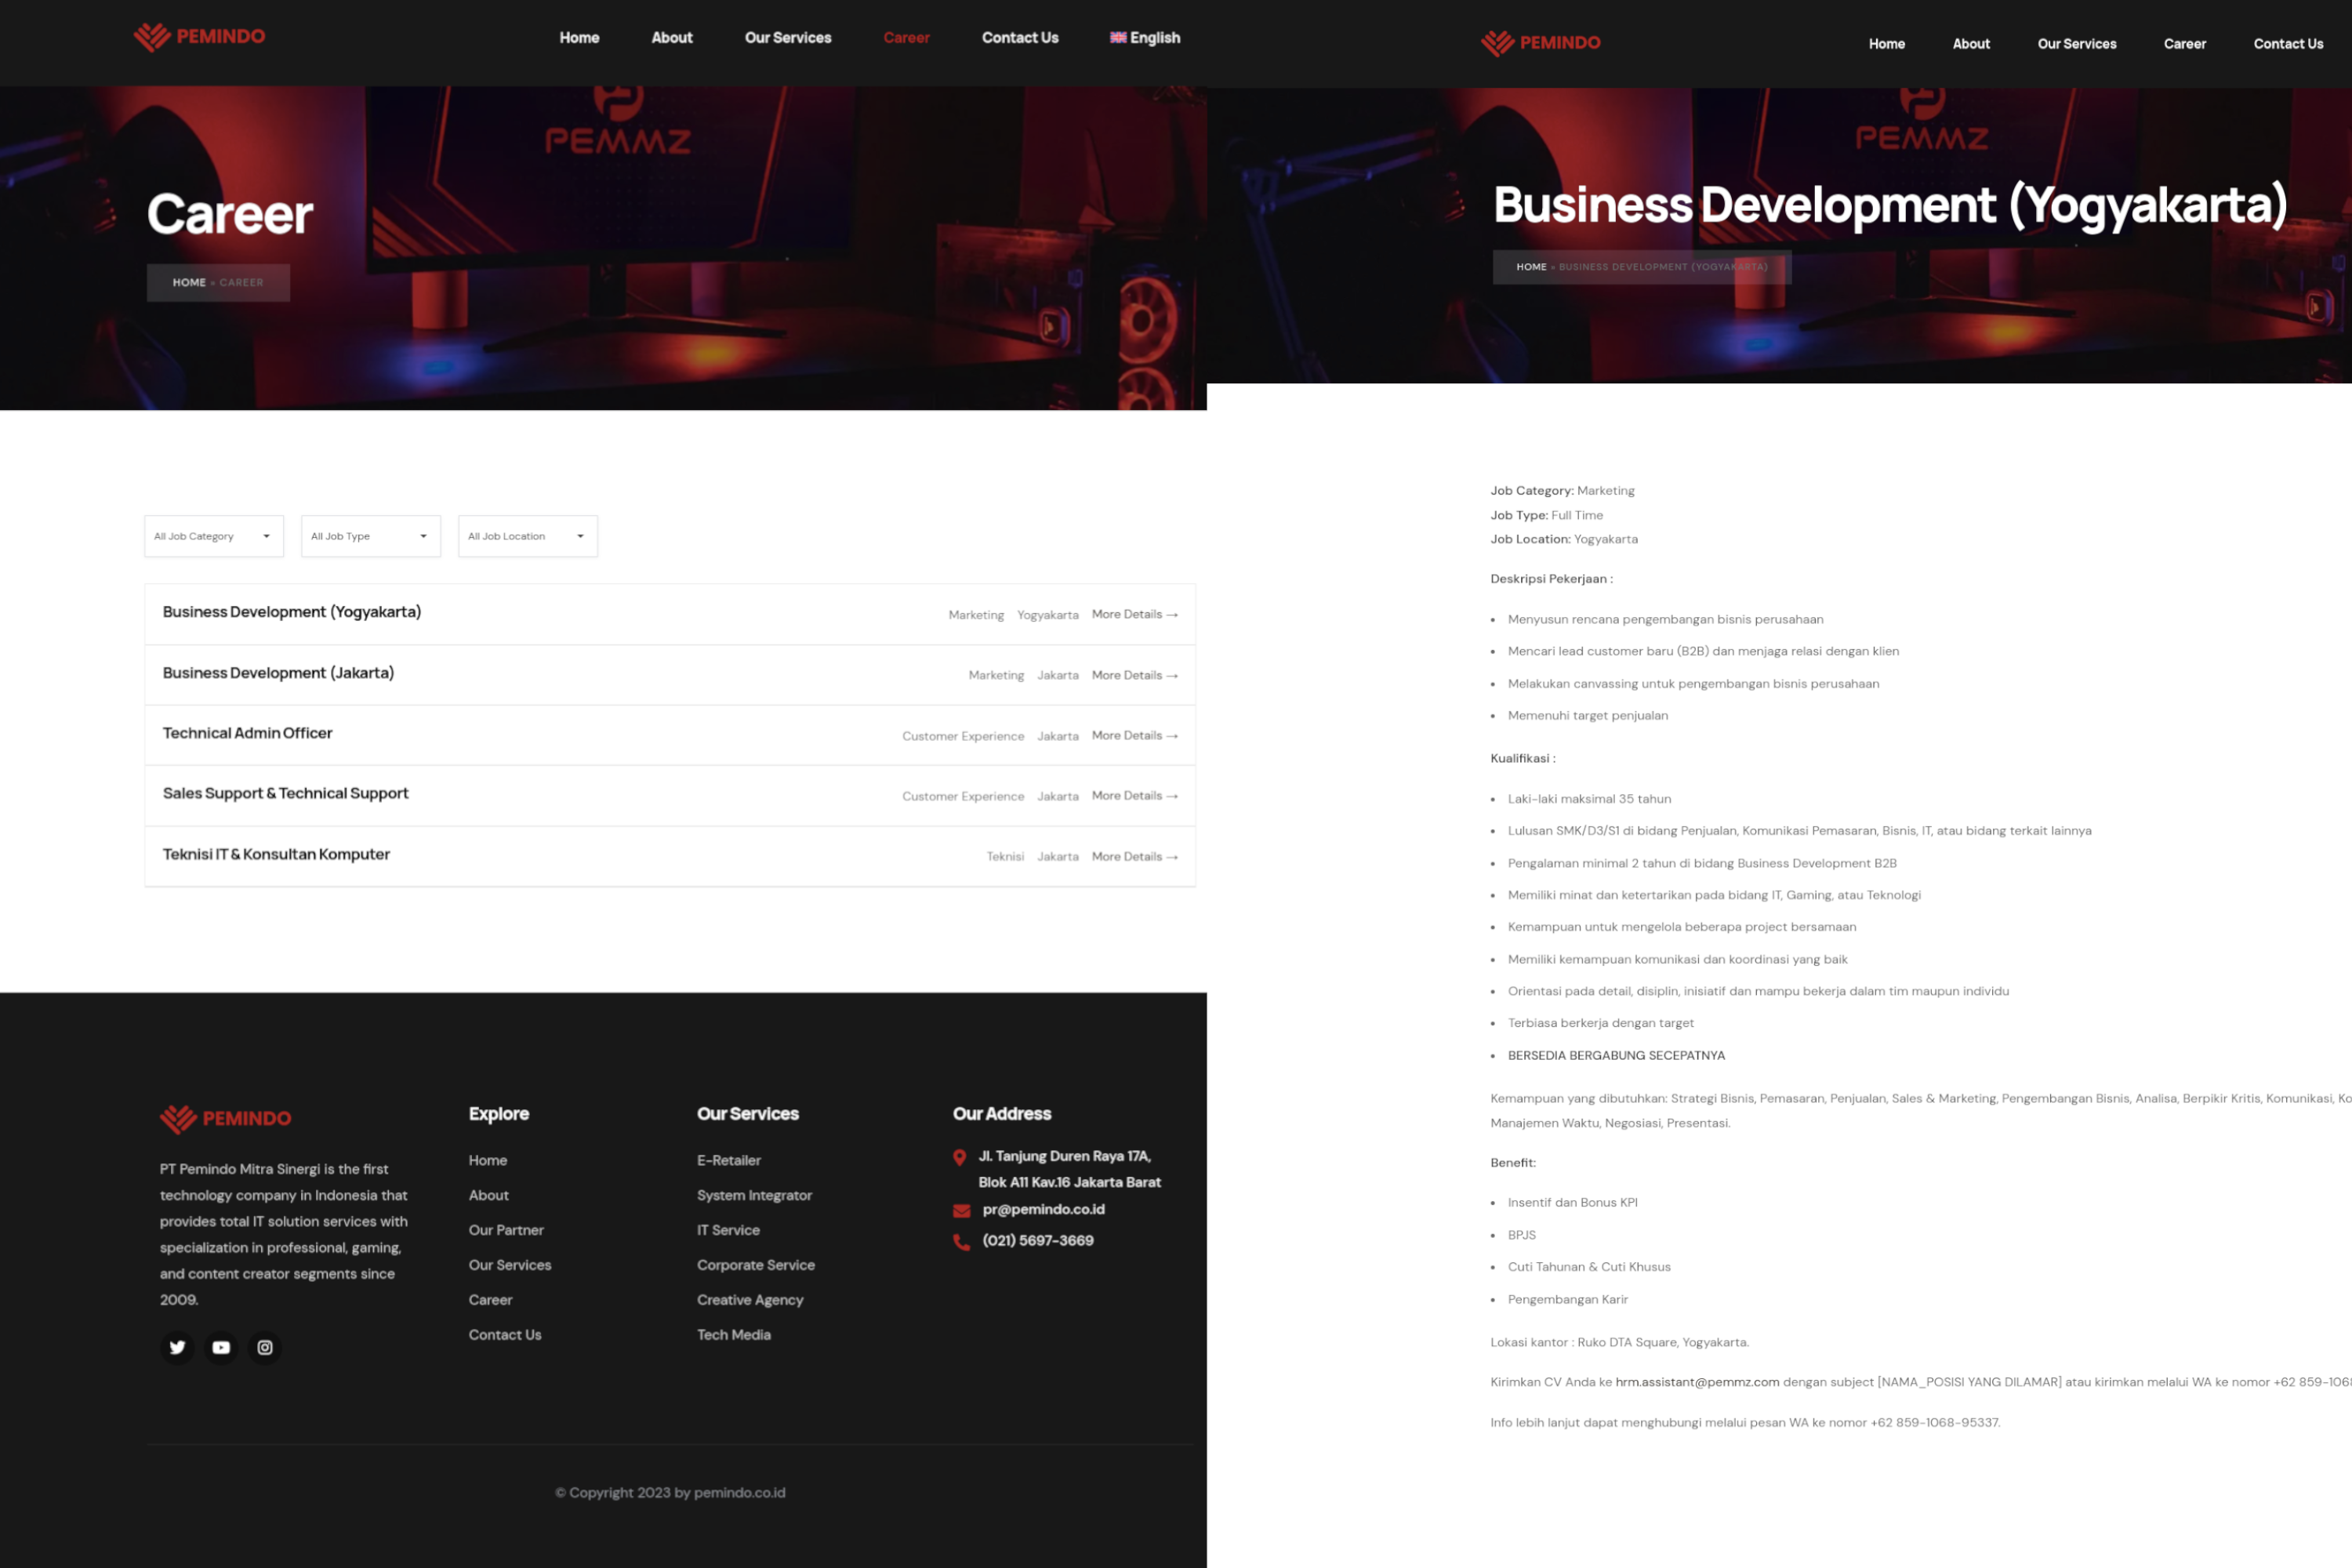 PEMINDO
Home About Our Services Career Contact Us English
PEMMZ
Career
HOME » CAREER
All Job Category All Job Type All Job Location
Business Development (Yogyakarta) Marketing Yogyakarta More Details →
Business Development (Jakarta) Marketing Jakarta More Details →
Technical Admin Officer Customer Experience Jakarta More Details →
Sales Support & Technical Support Customer Experience Jakarta More Details →
Teknisi IT & Konsultan Komputer Teknisi Jakarta More Details →
PEMINDO
PT Pemindo Mitra Sinergi is the first
technology company in Indonesia that
provides total IT solution services with
specialization in professional, gaming,
and content creator segments since
2009.
Explore
Home
About
Our Partner
Our Services
Career
Contact Us
Our Services
E-Retailer
System Integrator
IT Service
Corporate Service
Creative Agency
Tech Media
Our Address
Jl. Tanjung Duren Raya 17A,
Blok A11 Kav.16 Jakarta Barat
pr@pemindo.co.id
(021) 5697-3669
© Copyright 2023 by pemindo.co.id
PEMINDO
Home About Our Services Career Contact Us
PEMMZ
Business Development (Yogyakarta)
HOME » BUSINESS DEVELOPMENT (YOGYAKARTA)
Job Category: Marketing
Job Type: Full Time
Job Location: Yogyakarta
Deskripsi Pekerjaan :
• Menyusun rencana pengembangan bisnis perusahaan
• Mencari lead customer baru (B2B) dan menjaga relasi dengan klien
• Melakukan canvassing untuk pengembangan bisnis perusahaan
• Memenuhi target penjualan
Kualifikasi :
• Laki-laki maksimal 35 tahun
• Lulusan SMK/D3/S1 di bidang Penjualan, Komunikasi Pemasaran, Bisnis, IT, atau bidang terkait lainnya
• Pengalaman minimal 2 tahun di bidang Business Development B2B
• Memiliki minat dan ketertarikan pada bidang IT, Gaming, atau Teknologi
• Kemampuan untuk mengelola beberapa project bersamaan
• Memiliki kemampuan komunikasi dan koordinasi yang baik
• Orientasi pada detail, disiplin, inisiatif dan mampu bekerja dalam tim maupun individu
• Terbiasa berkerja dengan target
• BERSEDIA BERGABUNG SECEPATNYA
Kemampuan yang dibutuhkan: Strategi Bisnis, Pemasaran, Penjualan, Sales & Marketing, Pengembangan Bisnis, Analisa, Berpikir Kritis, Komunikasi, Ko
Manajemen Waktu, Negosiasi, Presentasi.
Benefit:
• Insentif dan Bonus KPI
• BPJS
• Cuti Tahunan & Cuti Khusus
• Pengembangan Karir
Lokasi kantor : Ruko DTA Square, Yogyakarta.
Kirimkan CV Anda ke hrm.assistant@pemmz.com dengan subject [NAMA_POSISI YANG DILAMAR] atau kirimkan melalui WA ke nomor +62 859-106
Info lebih lanjut dapat menghubungi melalui pesan WA ke nomor +62 859-1068-95337.